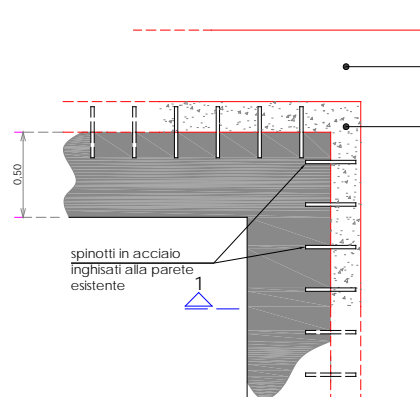 0,50
spinotti in acciaio
inghisati alla parete
esistente
1